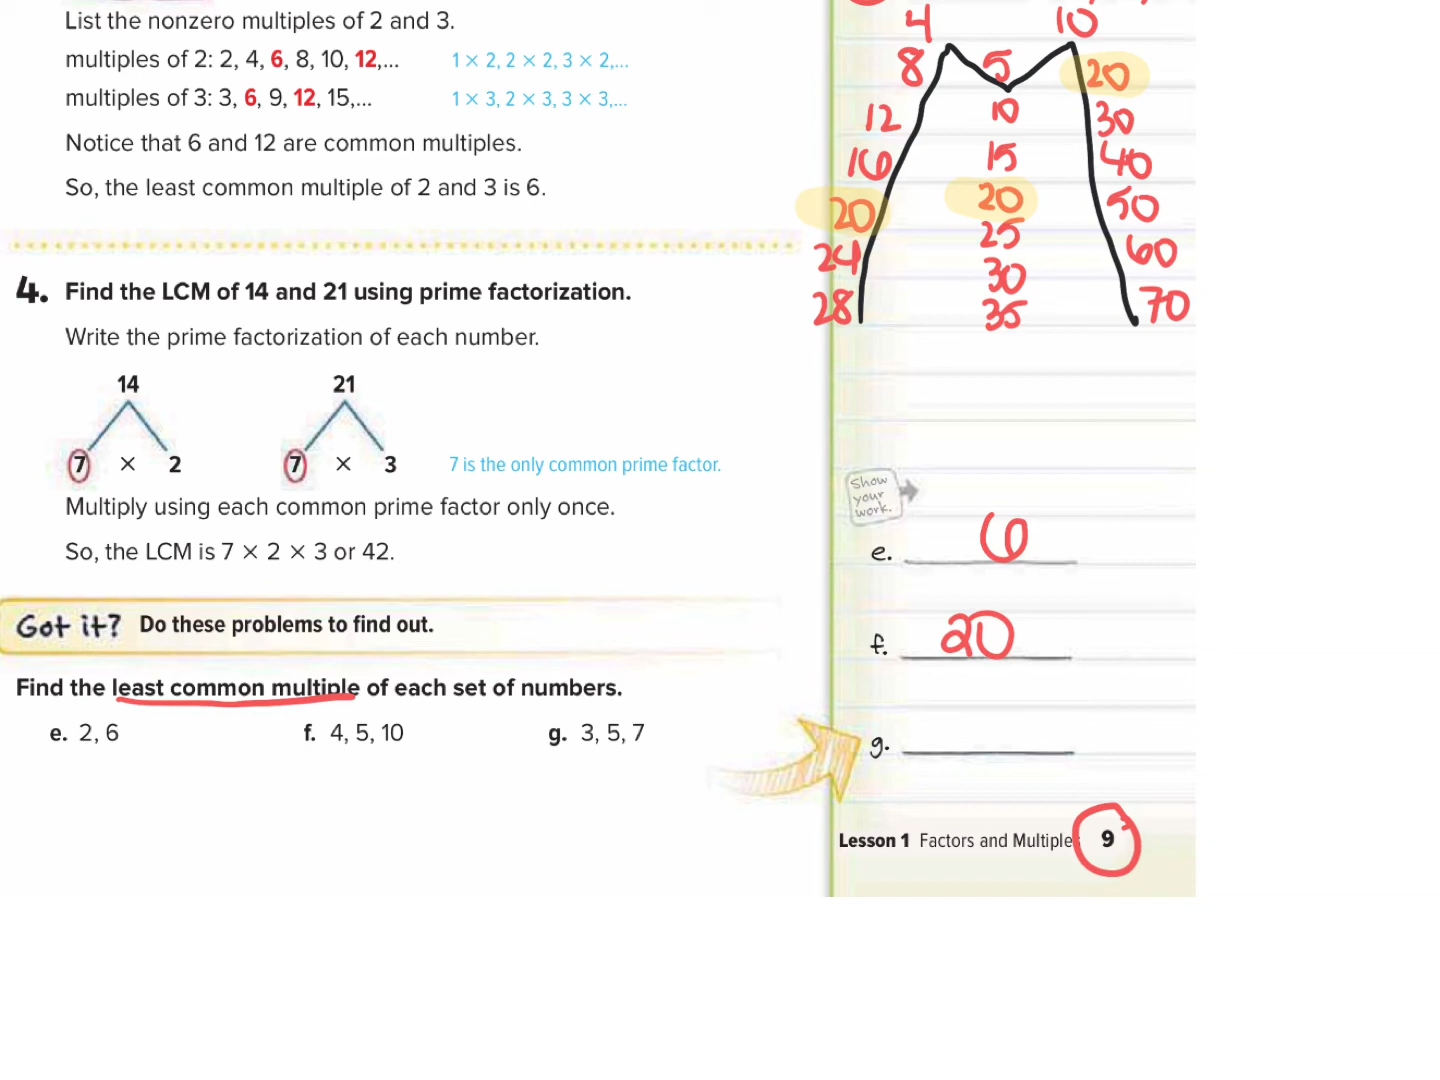 List the nonzero multiples of 2 and 3.
multiples of 2: 2, 4, 6, 8, 10, 12,... 1 × 2, 2 × 2, 3 × 2,...
multiples of 3: 3, 6, 9, 12, 15,... 1 × 3, 2 × 3, 3 × 3,...
Notice that 6 and 12 are common multiples.
So, the least common multiple of 2 and 3 is 6.
4. Find the LCM of 14 and 21 using prime factorization.
Write the prime factorization of each number.
14 21
7 × 2 7 × 3 7 is the only common prime factor.
Multiply using each common prime factor only once.
So, the LCM is 7 × 2 × 3 or 42.
Got it? Do these problems to find out.
Find the least common multiple of each set of numbers.
e. 2, 6 f. 4, 5, 10 g. 3, 5, 7
4 10
8 5 20
12 10 30
16 15 40
20 20 50
24 25 60
28 30 70
35
Show
your
work.
e. 6
f. 20
g.
Lesson 1 Factors and Multiple 9